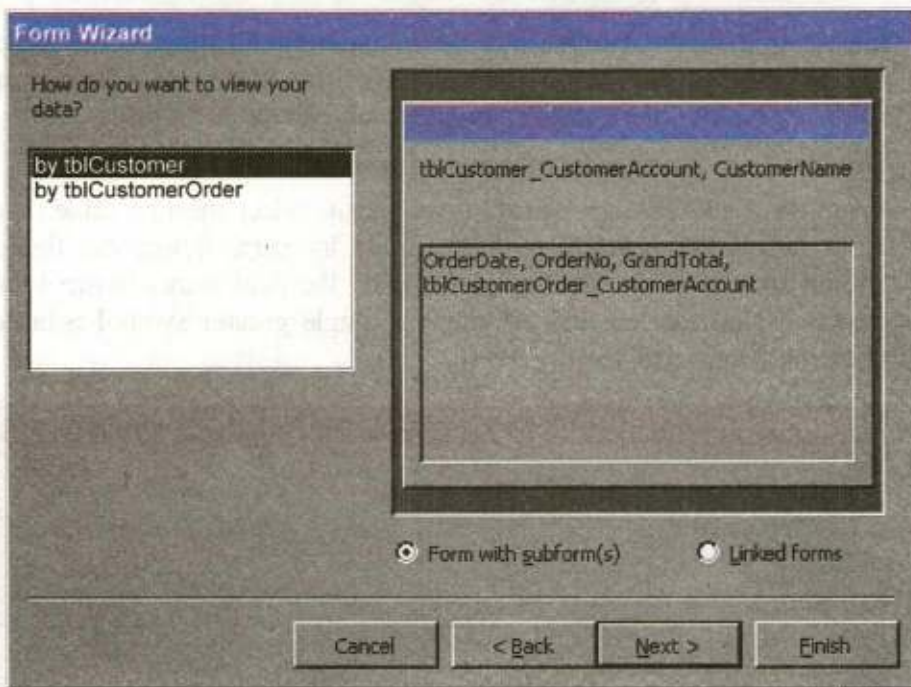 Form Wizard
How do you want to view your
data?
by tblCustomer
by tblCustomerOrder
tblCustomer_CustomerAccount, CustomerName
OrderDate, OrderNo, GrandTotal,
tblCustomerOrder_CustomerAccount
Form with subform(s)
Linked forms
Cancel
< Back
Next >
Finish